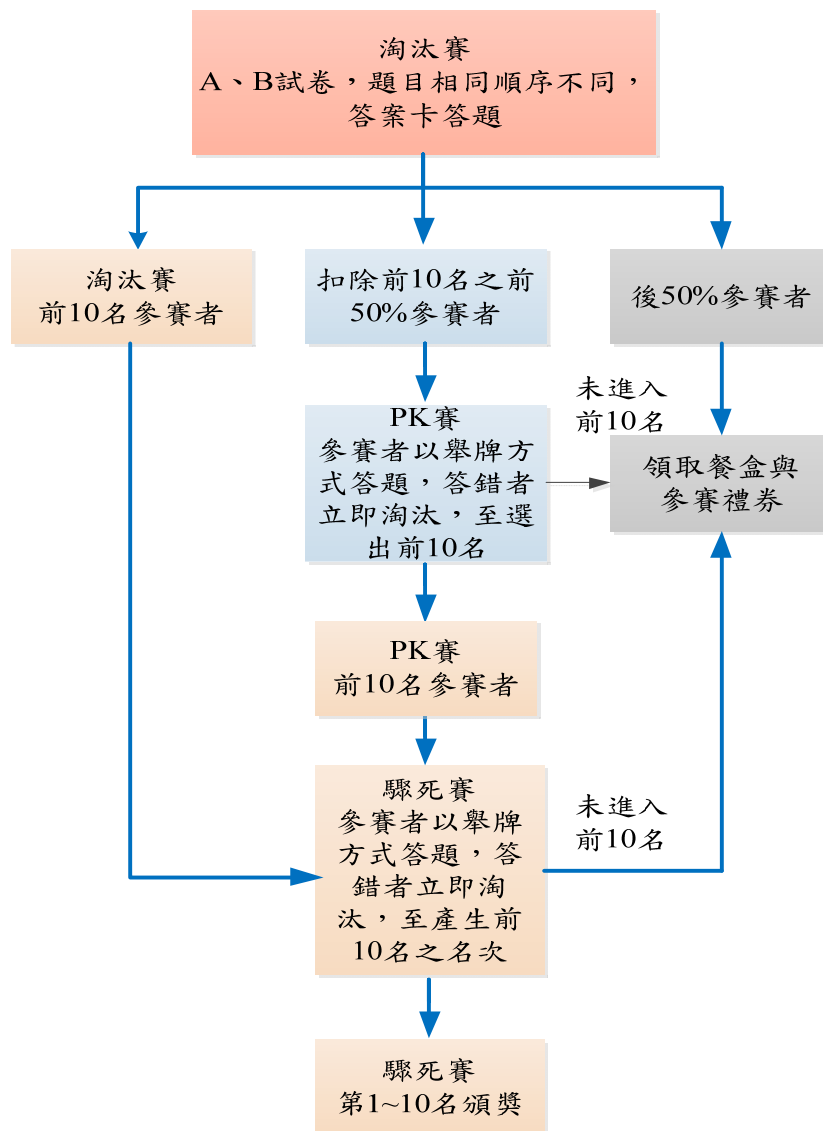 淘汰賽
A、B試卷，題目相同順序不同，
答案卡答題
淘汰賽
前10名參賽者
扣除前10名之前
50%參賽者
後50%參賽者
未進入
前10名
PK賽
參賽者以舉牌方
式答題，答錯者
立即淘汰，至選
出前10名
領取餐盒與
參賽禮券
PK賽
前10名參賽者
驟死賽
參賽者以舉牌
方式答題，答
錯者立即淘
汰，至產生前
10名之名次
未進入
前10名
驟死賽
第1~10名頒獎